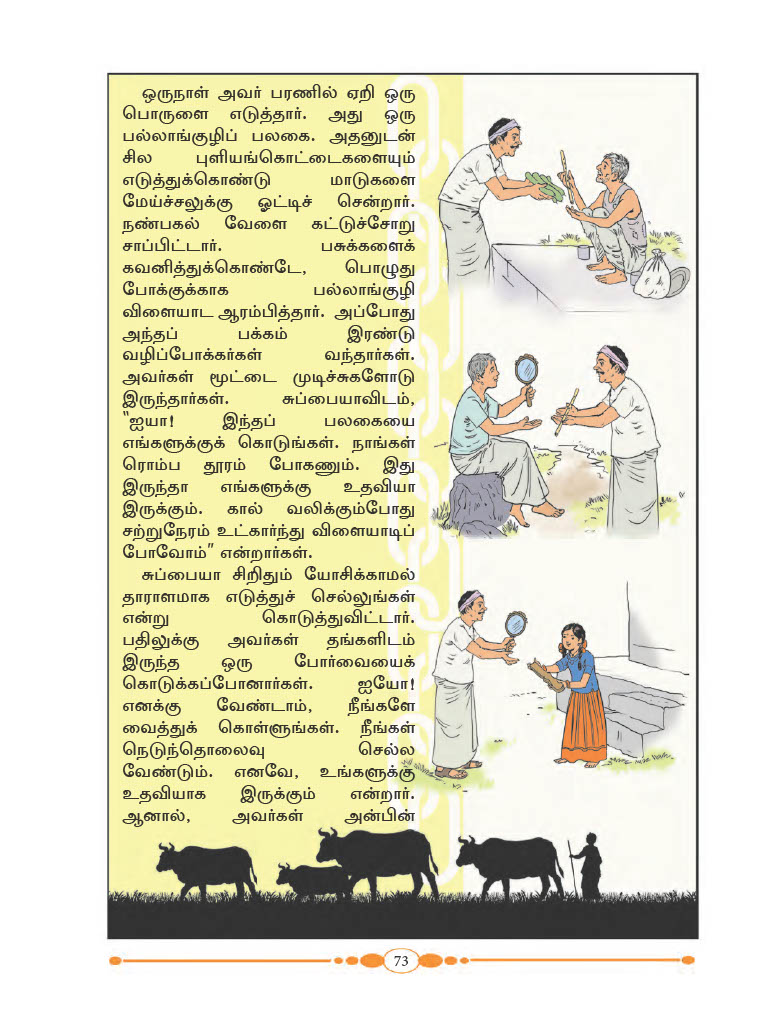 ஒருநாள் அவர் பரணில் ஏறி ஒரு
பொருளை எடுத்தார். அது ஒரு
பல்லாங்குழிப் பலகை. அதனுடன்
சில புளியங்கொட்டைகளையும்
எடுத்துக்கொண்டு மாடுகளை
மேய்ச்சலுக்கு ஓட்டிச் சென்றார்.
நண்பகல் வேளை கட்டுச்சோறு
சாப்பிட்டார். பசுக்களைக்
கவனித்துக்கொண்டே, பொழுது
போக்குக்காக பல்லாங்குழி
விளையாட ஆரம்பித்தார். அப்போது
அந்தப் பக்கம் இரண்டு
வழிப்போக்கர்கள் வந்தார்கள்.
அவர்கள் மூட்டை முடிச்சுகளோடு
இருந்தார்கள். சுப்பையாவிடம்,
“ஐயா! இந்தப் பலகையை
எங்களுக்குக் கொடுங்கள். நாங்கள்
ரொம்ப தூரம் போகணும். இது
இருந்தா எங்களுக்கு உதவியா
இருக்கும். கால் வலிக்கும்போது
சற்றுநேரம் உட்கார்ந்து விளையாடிப்
போவோம்” என்றார்கள்.
சுப்பையா சிறிதும் யோசிக்காமல்
தாராளமாக எடுத்துச் செல்லுங்கள்
என்று கொடுத்துவிட்டார்.
பதிலுக்கு அவர்கள் தங்களிடம்
இருந்த ஒரு போர்வையைக்
கொடுக்கப்போனார்கள். ஐயோ!
எனக்கு வேண்டாம், நீங்களே
வைத்துக் கொள்ளுங்கள். நீங்கள்
நெடுந்தொலைவு செல்ல
வேண்டும். எனவே, உங்களுக்கு
உதவியாக இருக்கும் என்றார்.
ஆனால், அவர்கள் அன்பின்
73